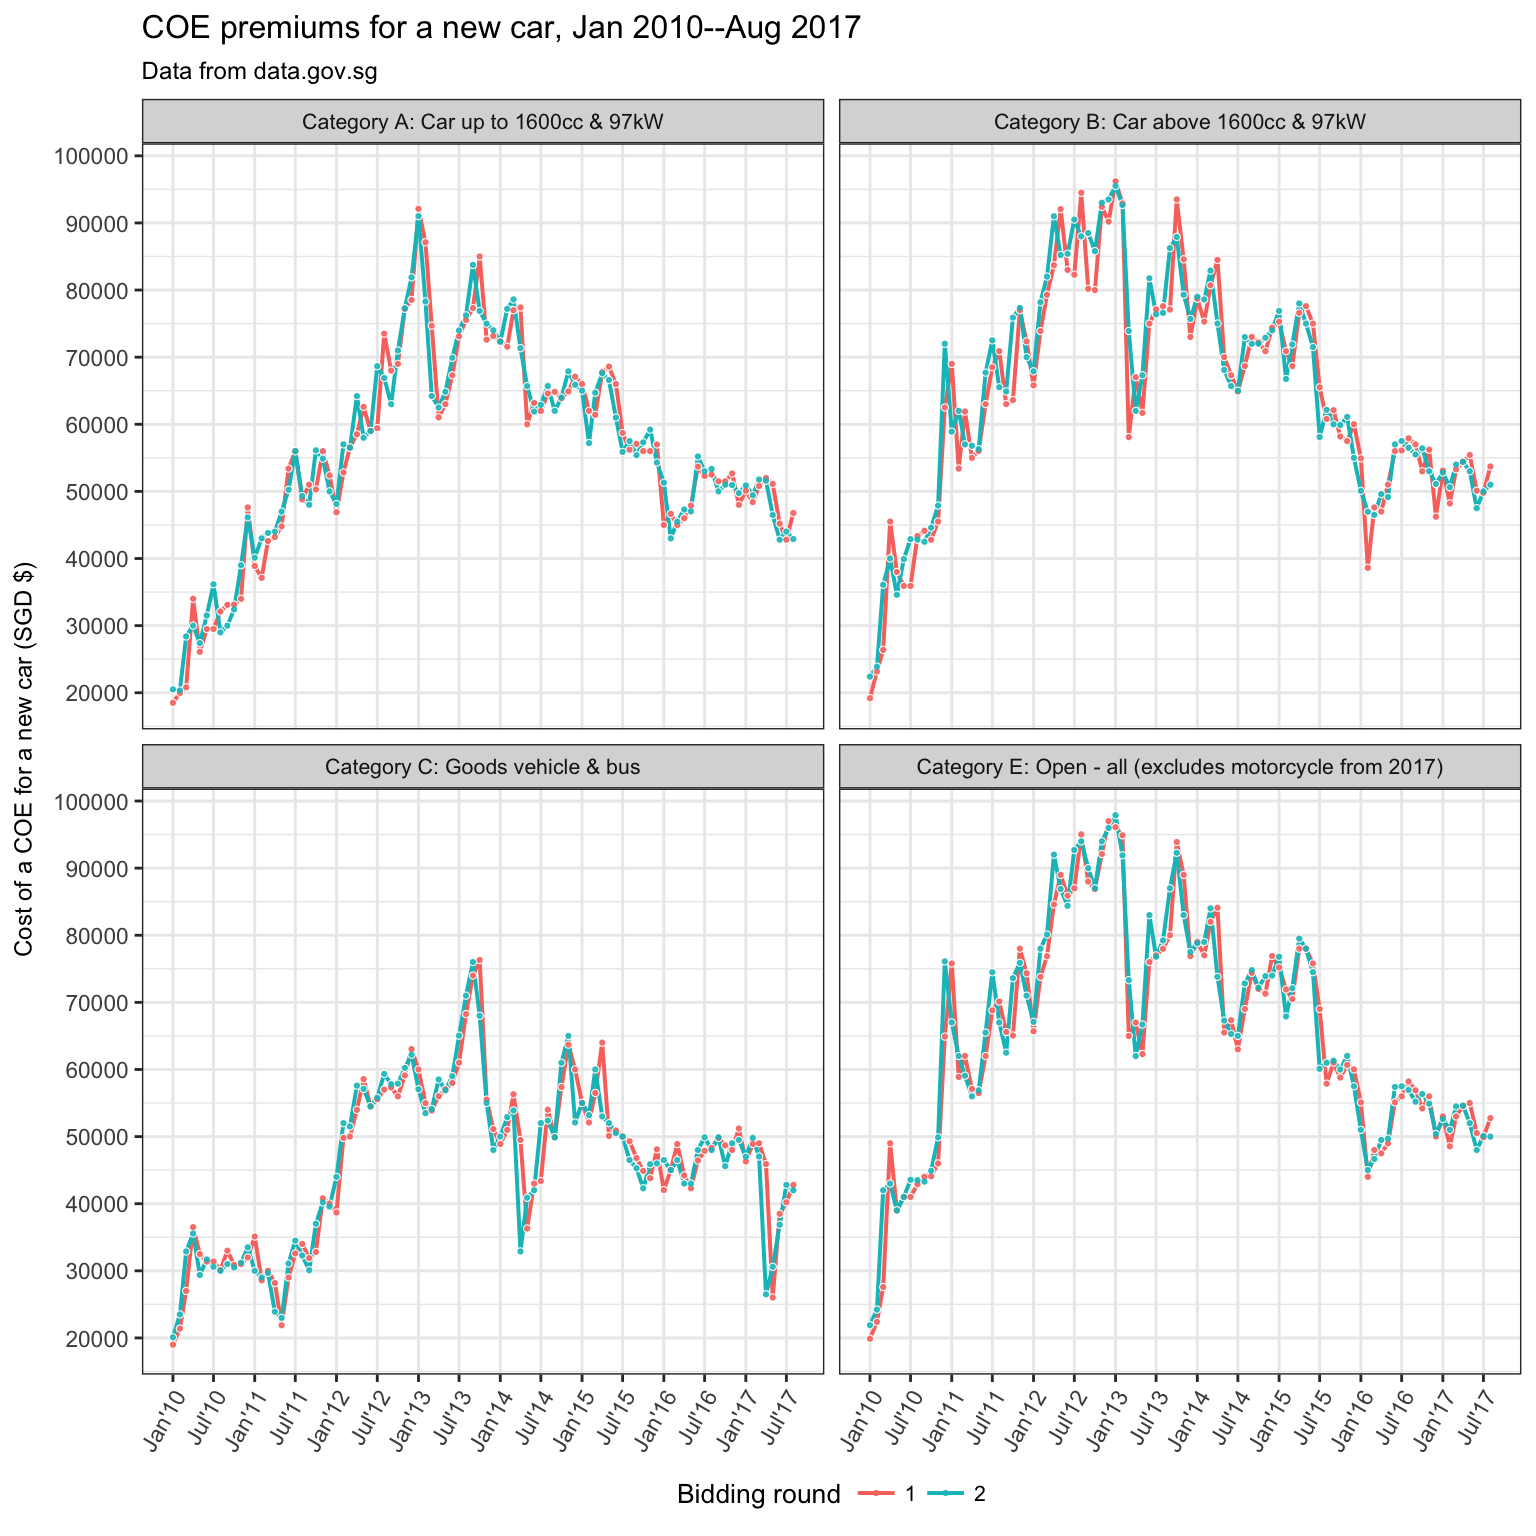 COE premiums for a new car, Jan 2010--Aug 2017
Data from data.gov.sg
Category A: Car up to 1600cc & 97kW
Category B: Car above 1600cc & 97kW
100000
90000
80000
70000
60000
50000
40000
30000
20000
Cost of a COE for a new car (SGD $)
Category C: Goods vehicle & bus
Category E: Open - all (excludes motorcycle from 2017)
100000
90000
80000
70000
60000
50000
40000
30000
20000
Jan'10 Jul'10 Jan'11 Jul'11 Jan'12 Jul'12 Jan'13 Jul'13 Jan'14 Jul'14 Jan'15 Jul'15 Jan'16 Jul'16 Jan'17 Jul'17
Jan'10 Jul'10 Jan'11 Jul'11 Jan'12 Jul'12 Jan'13 Jul'13 Jan'14 Jul'14 Jan'15 Jul'15 Jan'16 Jul'16 Jan'17 Jul'17
Bidding round 1 2